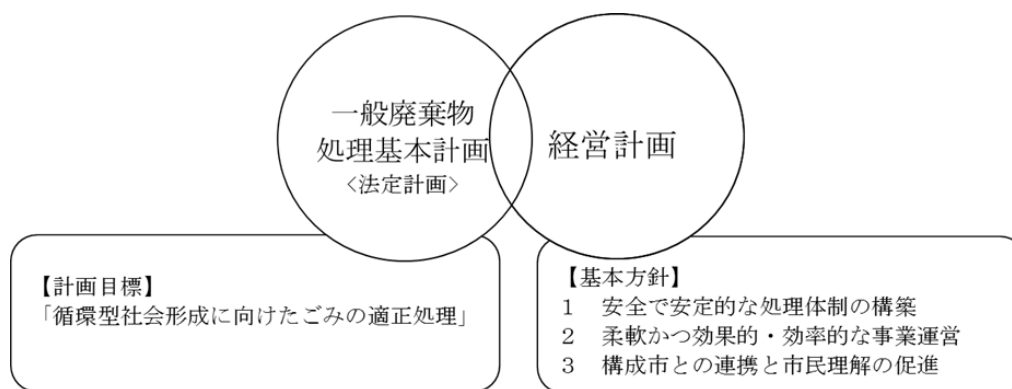 一般廃棄物
処理基本計画
<法定計画>
経営計画
【計画目標】
「循環型社会形成に向けたごみの適正処理」
【基本方針】
1　安全で安定的な処理体制の構築
2　柔軟かつ効果的・効率的な事業運営
3　構成市との連携と市民理解の促進